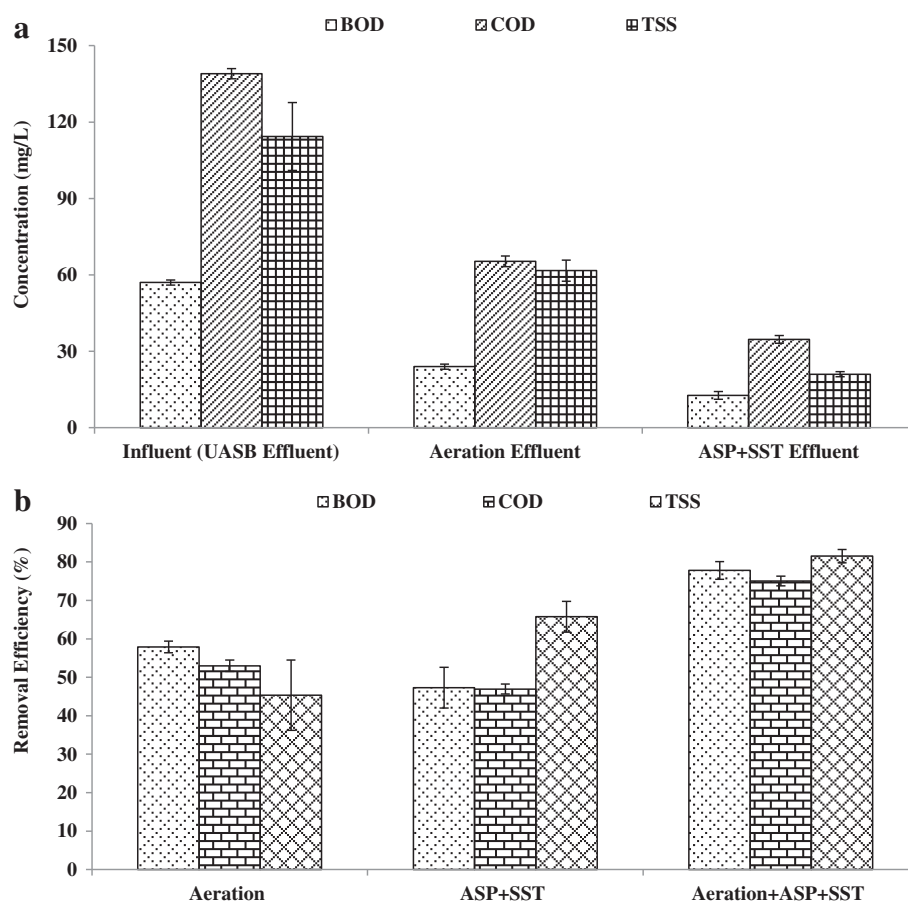 a
BOD COD TSS
150
120
90
60
30
0
Concentration (mg/L)
Influent (UASB Effluent) Aeration Effluent ASP+SST Effluent
b
BOD COD TSS
90
80
70
60
50
40
30
20
10
0
Removal Efficiency (%)
Aeration ASP+SST Aeration+ASP+SST